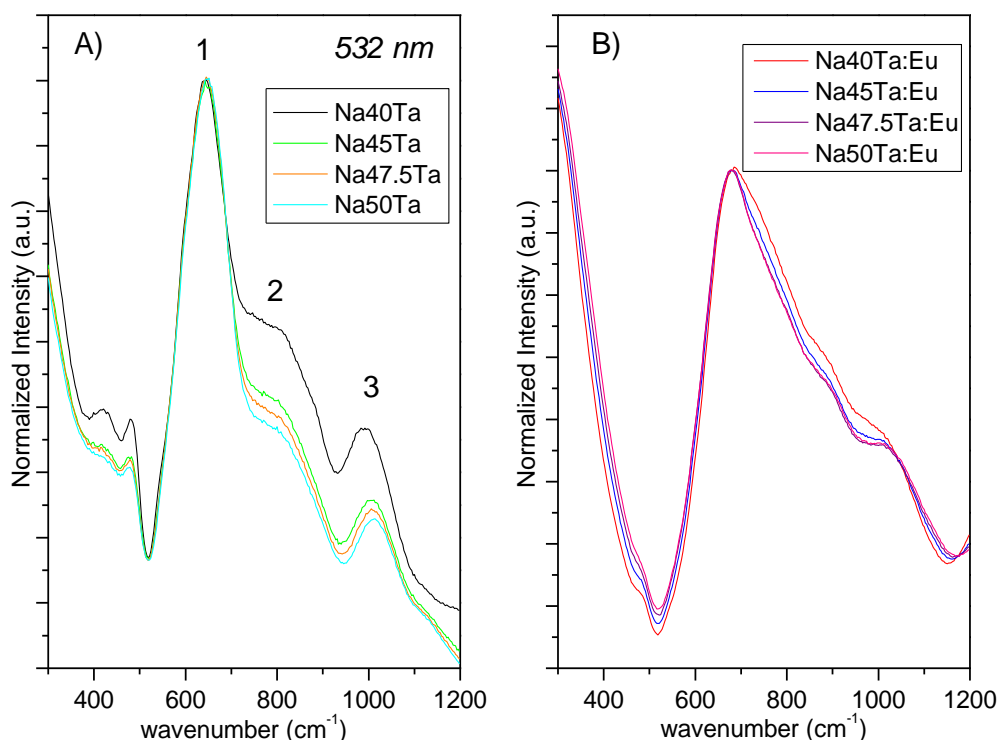 A)
1
532 nm
Na40Ta
Na45Ta
Na47.5Ta
Na50Ta
2
3
Normalized Intensity (a.u.)
400 600 800 1000 1200
wavenumber (cm⁻¹)
B)
Na40Ta:Eu
Na45Ta:Eu
Na47.5Ta:Eu
Na50Ta:Eu
Normalized Intensity (a.u.)
400 600 800 1000 1200
wavenumber (cm⁻¹)